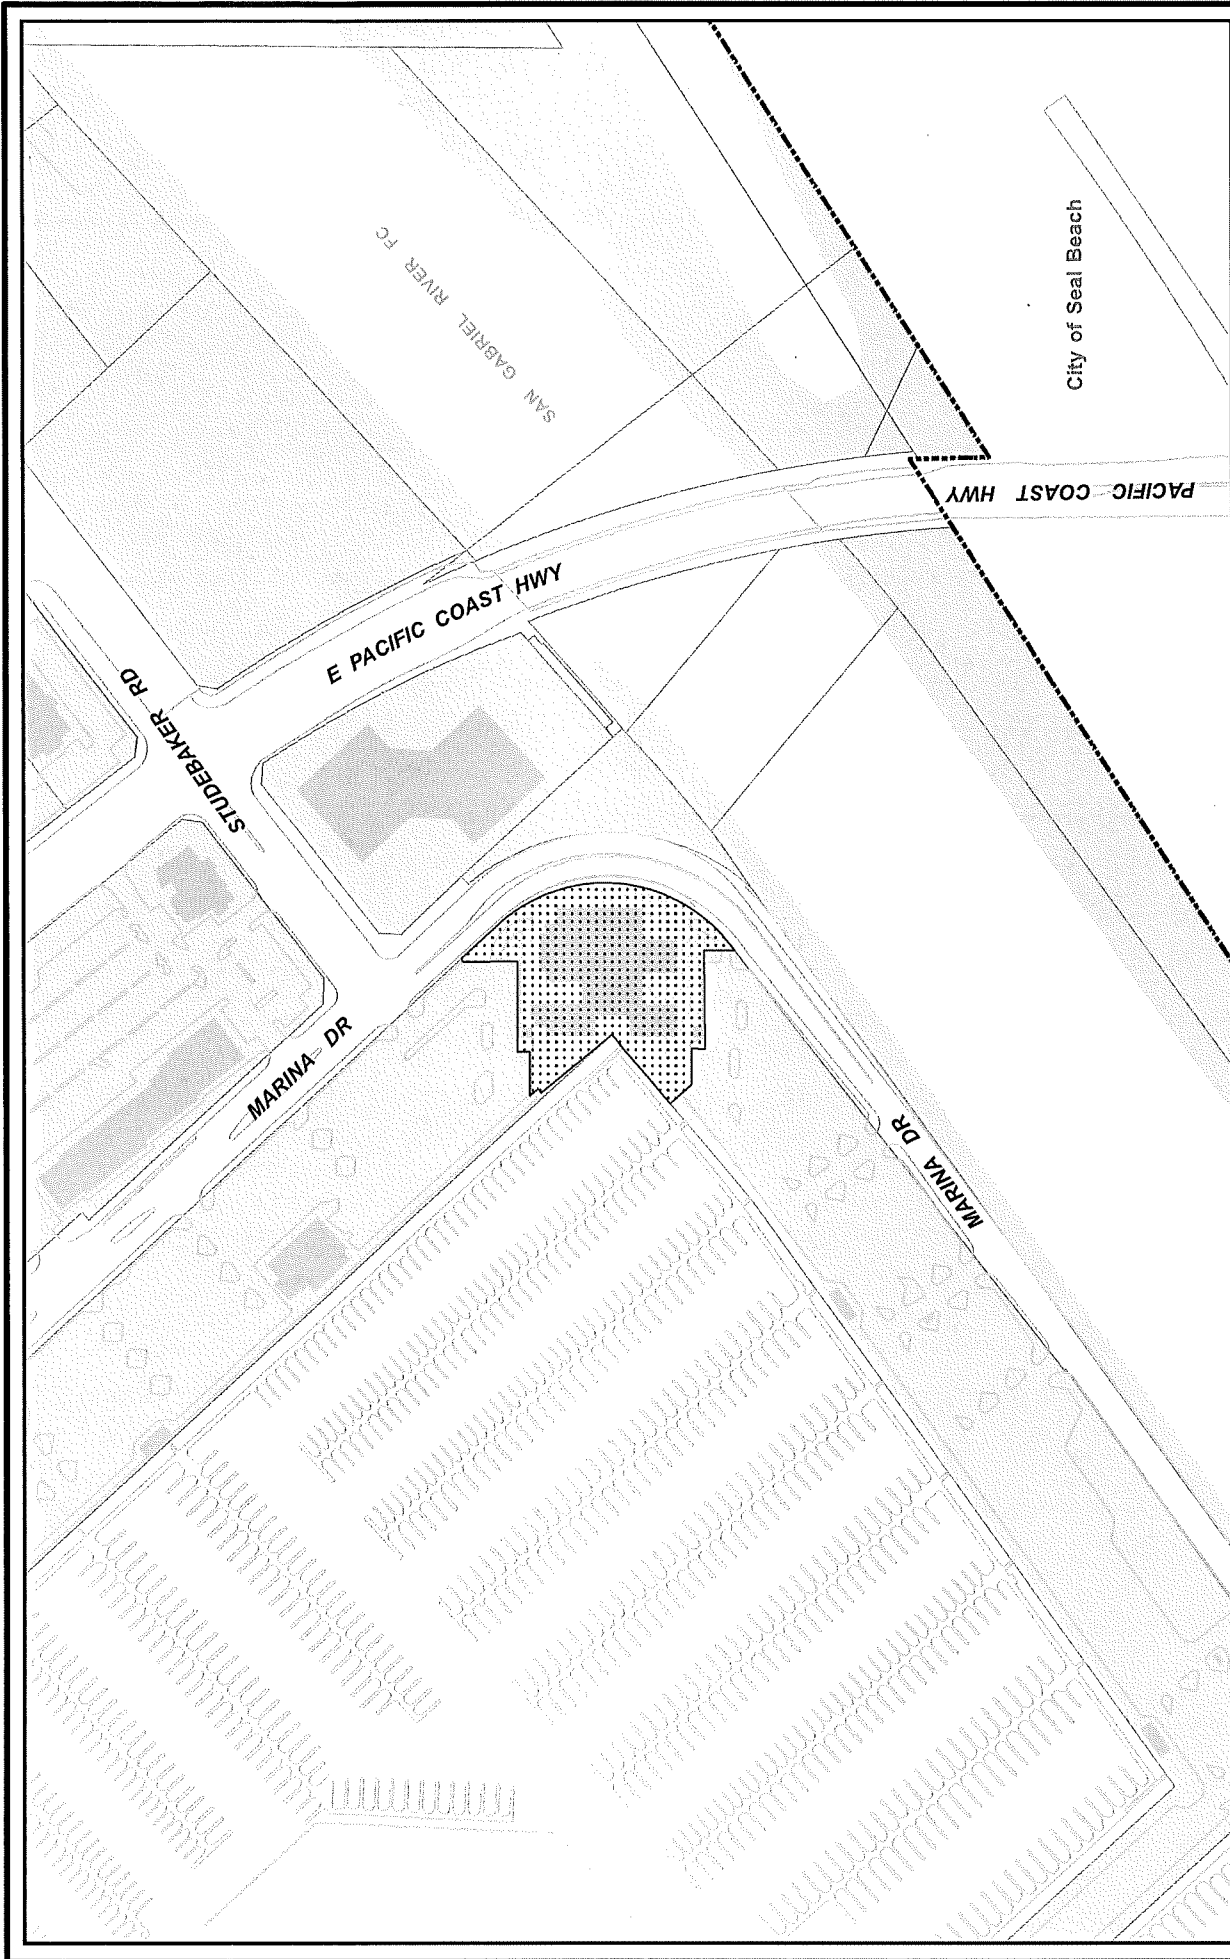 SAN GABRIEL RIVER FC
City of Seal Beach
PACIFIC COAST HWY
E PACIFIC COAST HWY
STUDEBAKER RD
MARINA DR
MARINA DR